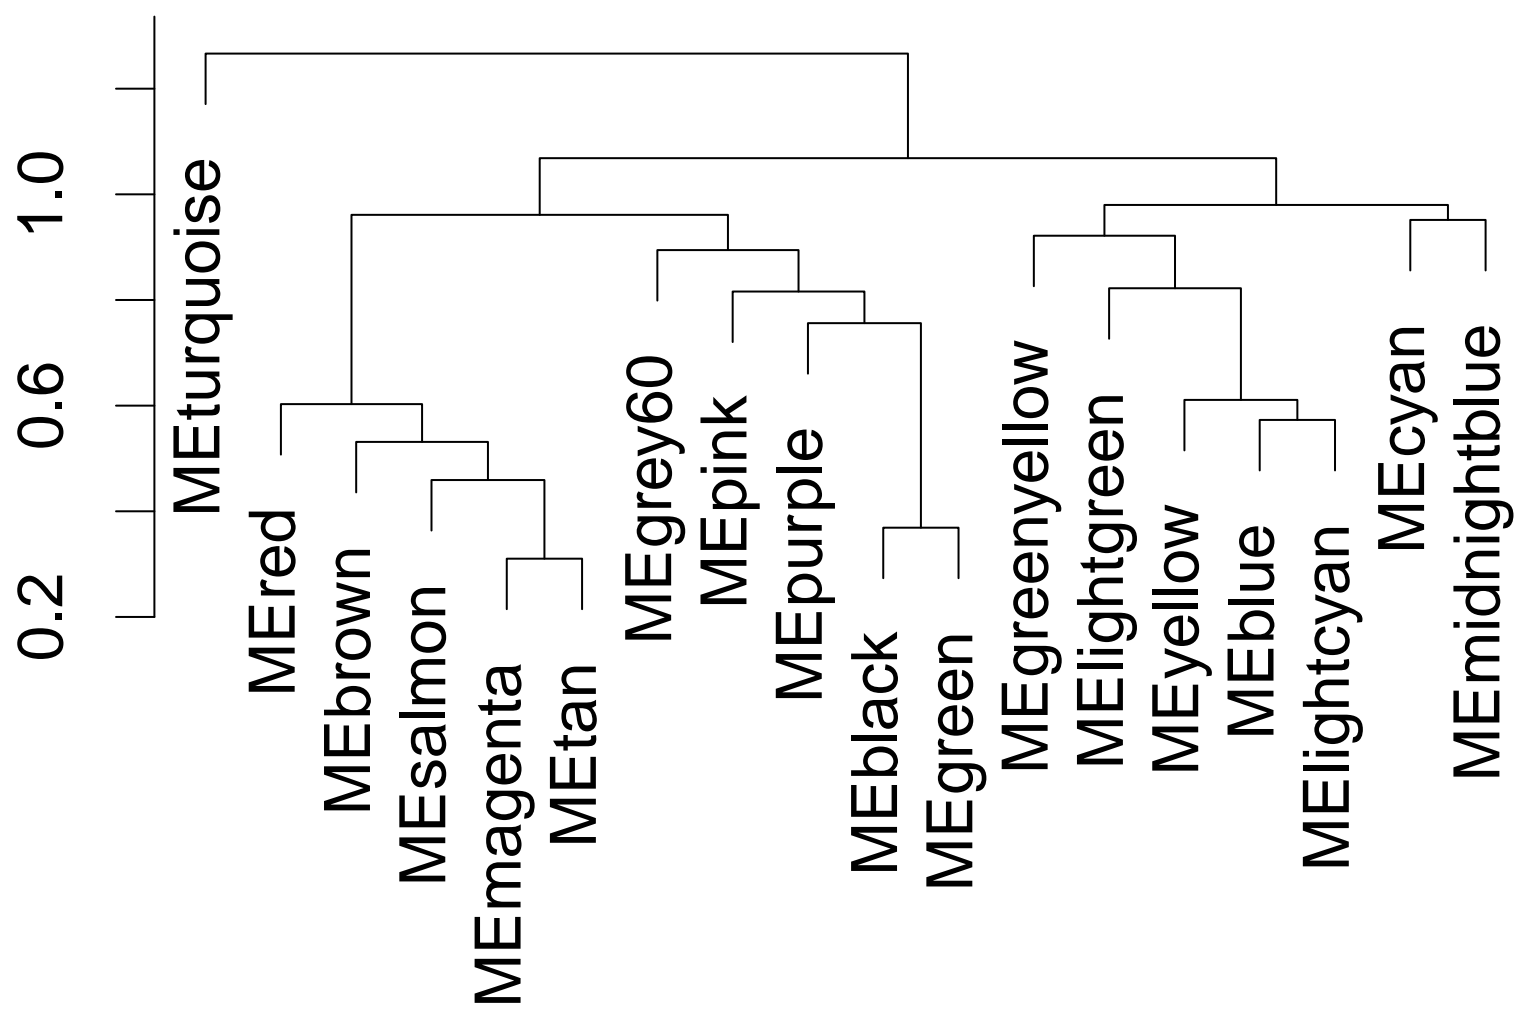 1.0
0.6
0.2
MEturquoise
MEred
MEbrown
MEsalmon
MEmagenta
MEtan
MEgrey60
MEpink
MEpurple
MEblack
MEgreen
MEgreenyellow
MElightgreen
MEyellow
MEblue
MElightcyan
MEcyan
MEmidnightblue